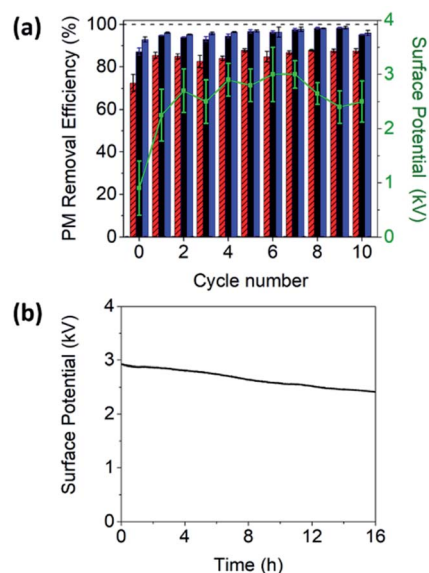 (a)
PM Removal Efficiency (%)
100
80
60
40
20
0
0 2 4 6 8 10
Cycle number
4
3
2
1
0
Surface Potential (kV)
(b)
Surface Potential (kV)
4
3
2
1
0
0 4 8 12 16
Time (h)